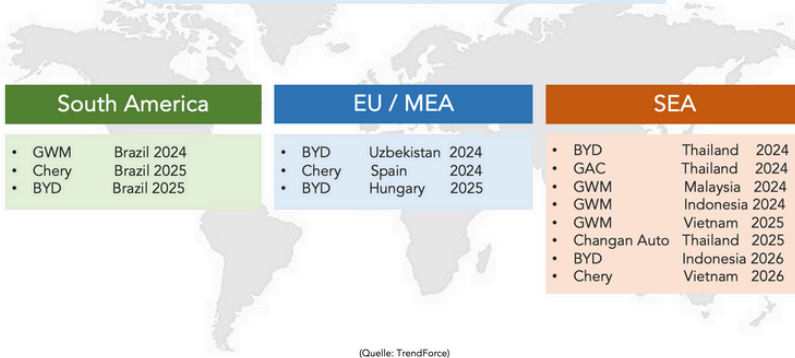 South America
• GWM Brazil 2024
• Chery Brazil 2025
• BYD Brazil 2025
EU / MEA
• BYD Uzbekistan 2024
• Chery Spain 2024
• BYD Hungary 2025
SEA
• BYD Thailand 2024
• GAC Thailand 2024
• GWM Malaysia 2024
• GWM Indonesia 2024
• GWM Vietnam 2025
• Changan Auto Thailand 2025
• BYD Indonesia 2026
• Chery Vietnam 2026
(Quelle: TrendForce)